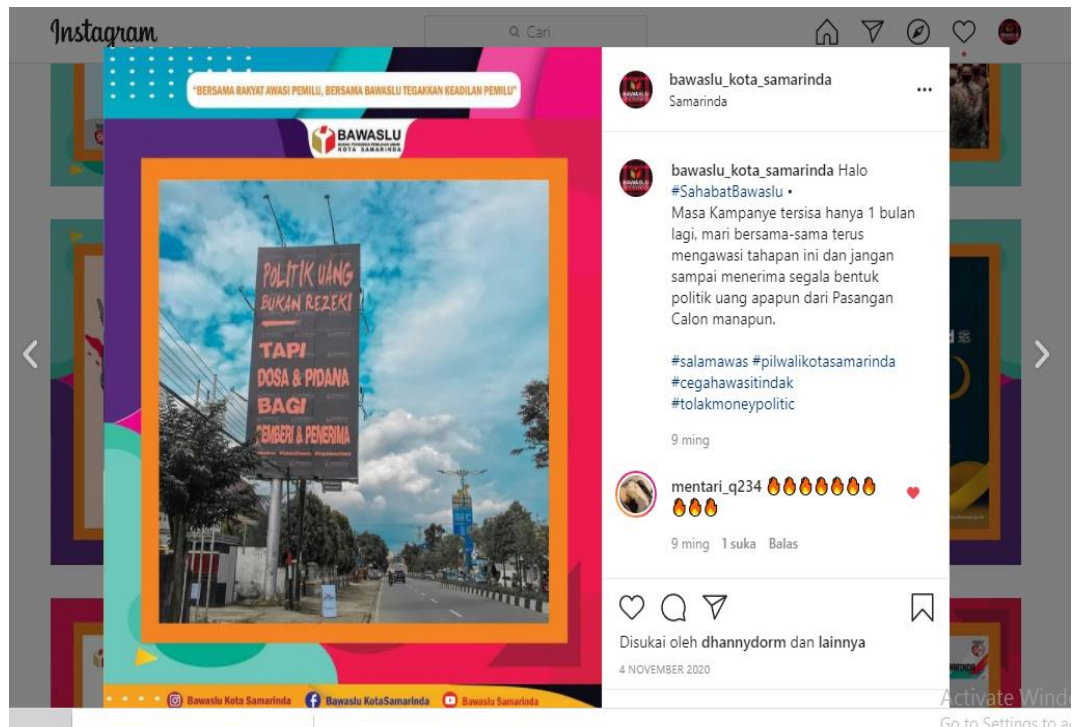 Instagram
Cari
"BERSAMA RAKYAT AWASI PEMILU, BERSAMA BAWASLU TEGAKKAN KEADILAN PEMILU"
BAWASLU
BADAN PENGAWAS PEMILIHAN UMUM
KOTA SAMARINDA
POLITIK UANG
BUKAN REZEKI
TAPI
DOSA & PIDANA
BAGI
PEMBERI & PENERIMA
Bawaslu Kota Samarinda
Bawaslu KotaSamarinda
Bawaslu Samarinda
bawaslu_kota_samarinda
Samarinda
bawaslu_kota_samarinda Halo
#SahabatBawaslu •
Masa Kampanye tersisa hanya 1 bulan
lagi, mari bersama-sama terus
mengawasi tahapan ini dan jangan
sampai menerima segala bentuk
politik uang apapun dari Pasangan
Calon manapun.
#salamawas #pilwalikotasamarinda
#cegahawasitindak
#tolakmoneypolitic
9 ming
mentari_q234 🔥🔥🔥🔥🔥🔥🔥
🔥🔥🔥
9 ming 1 suka Balas
Disukai oleh dhannydorm dan lainnya
4 NOVEMBER 2020
Activate Wind
Go to Settings to a